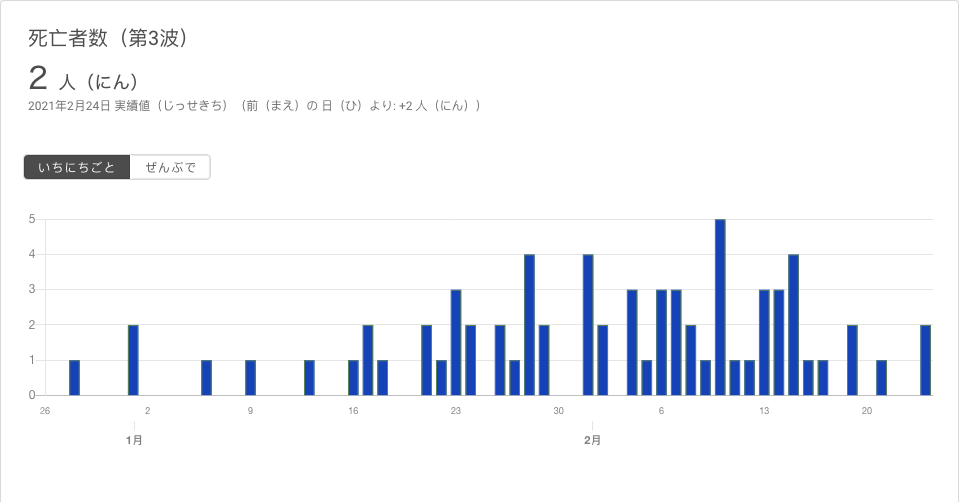 死亡者数（第3波）
2 人（にん）
2021年2月24日 実績値（じっせきち）（前（まえ）の 日（ひ）より: +2 人（にん））
いちにちごと ぜんぶで
5
4
3
2
1
0
26 2 9 16 23 30 6 13 20
1月 2月